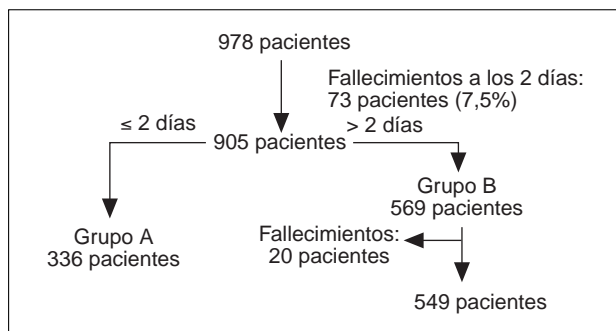 978 pacientes
Fallecimientos a los 2 días:
73 pacientes (7,5%)
≤ 2 días
> 2 días
905 pacientes
Grupo A
336 pacientes
Grupo B
569 pacientes
Fallecimientos:
20 pacientes
549 pacientes